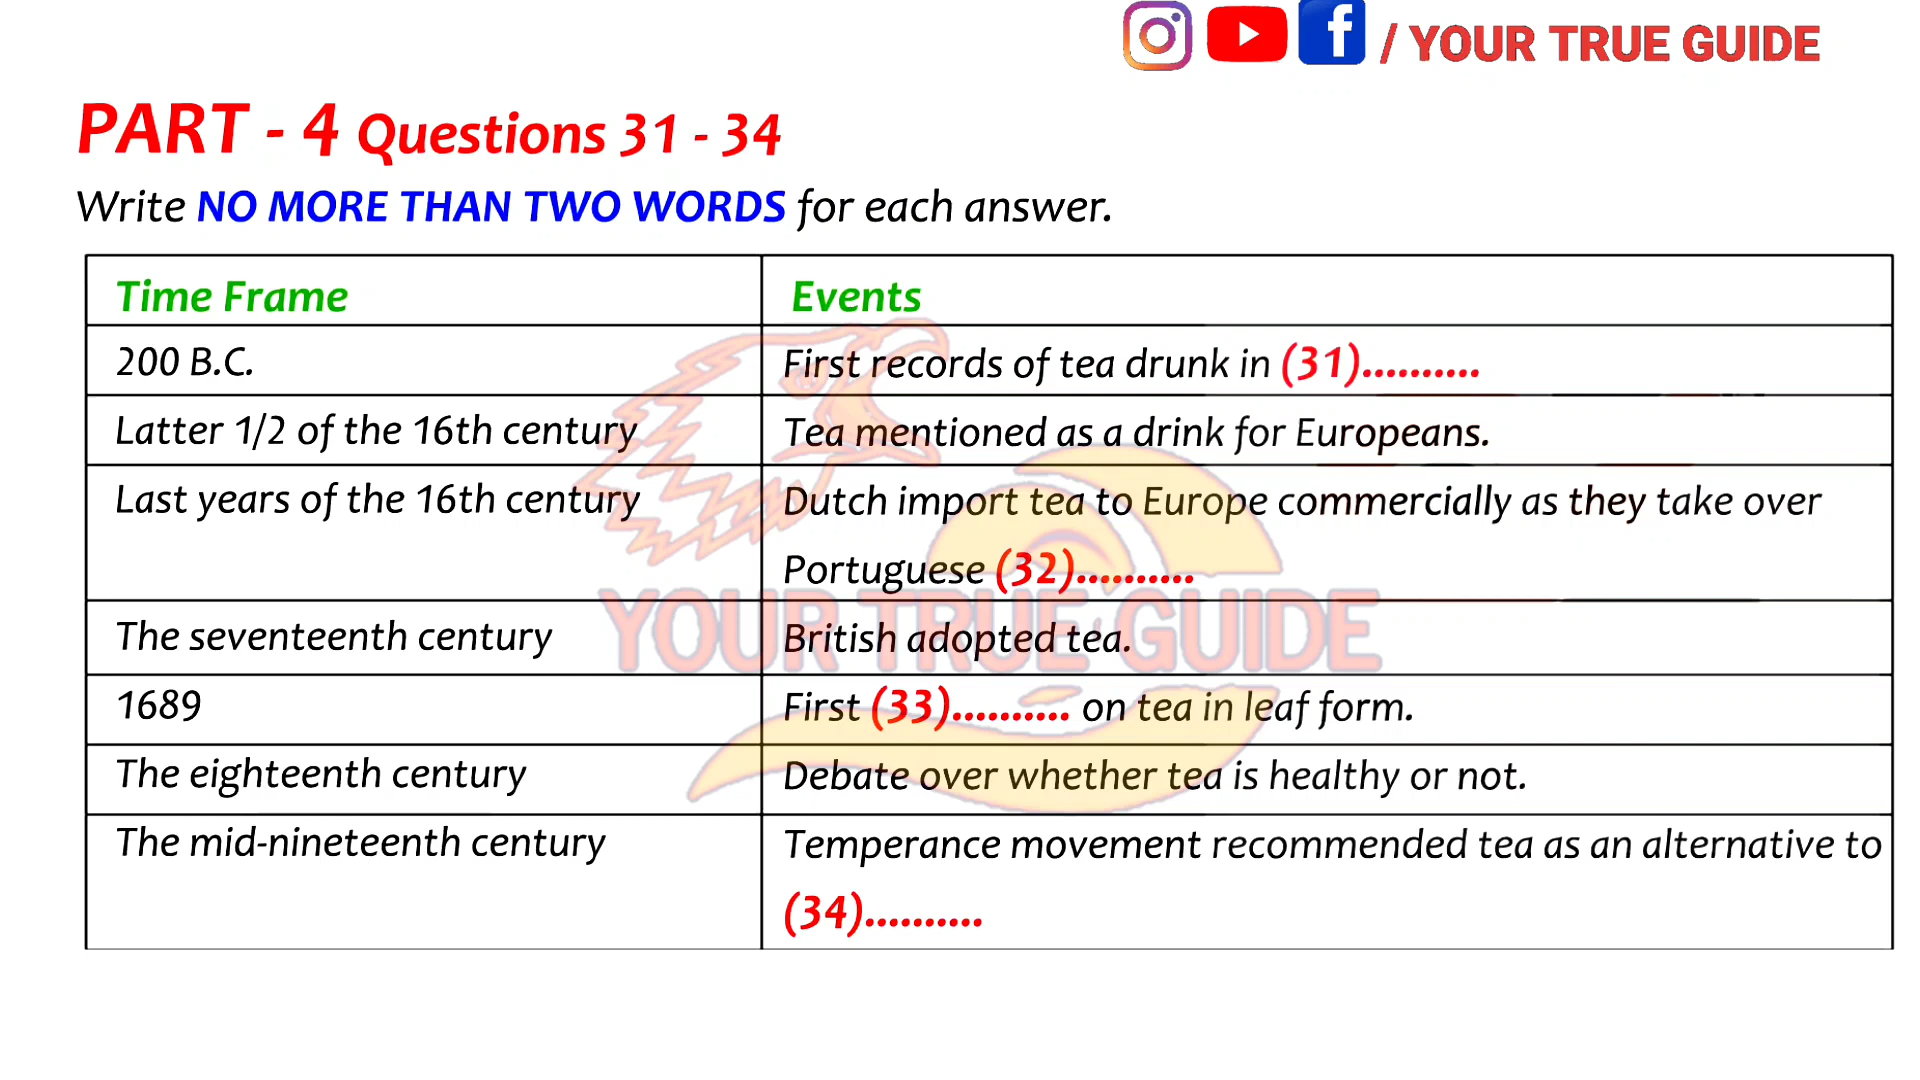 / YOUR TRUE GUIDE
PART - 4 Questions 31 - 34
Write NO MORE THAN TWO WORDS for each answer.
Time Frame Events
200 B.C. First records of tea drunk in (31)..........
Latter 1/2 of the 16th century Tea mentioned as a drink for Europeans.
Last years of the 16th century Dutch import tea to Europe commercially as they take over
Portuguese (32)..........
YOUR TRUE GUIDE
The seventeenth century British adopted tea.
1689 First (33).......... on tea in leaf form.
The eighteenth century Debate over whether tea is healthy or not.
The mid-nineteenth century Temperance movement recommended tea as an alternative to
(34)..........